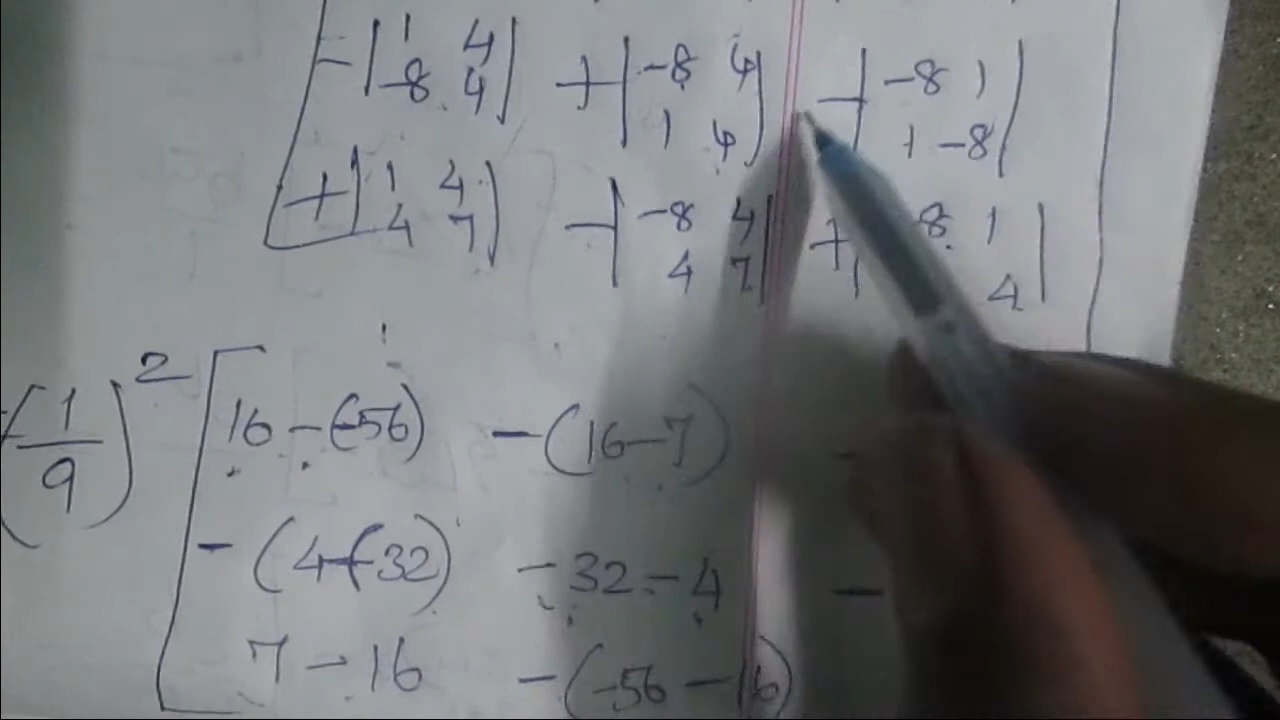 -| 1 4 | +| -8 4 | -| -8 1 |
| -8 4 | | 1 4 | | 1 -8 |
+| 1 4 | -| -8 4 | +| 8 1 |
| 4 7 | | 4 7 | | 4 |
(1/9)² [ 16-(-56) -(16-7)
-(4-(-32) -32-4 -
7-16 -(-56-16)